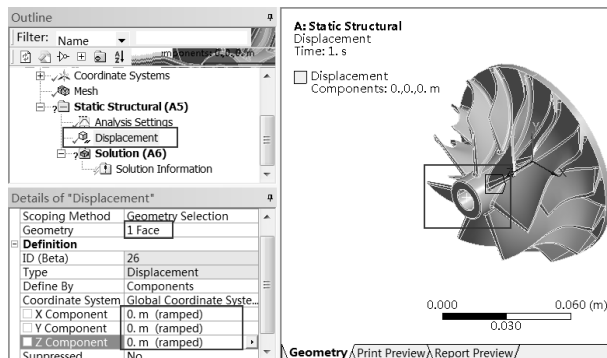 Outline
Filter: Name
Coordinate Systems
Mesh
Static Structural (A5)
Analysis Settings
Displacement
Solution (A6)
Solution Information
Details of "Displacement"
Scoping Method Geometry Selection
Geometry 1 Face
Definition
ID (Beta) 26
Type Displacement
Define By Components
Coordinate System Global Coordinate Syste...
X Component 0. m (ramped)
Y Component 0. m (ramped)
Z Component 0. m (ramped)
Suppressed No
A: Static Structural
Displacement
Time: 1. s
Displacement
Components: 0.,0.,0. m
0.000 0.060 (m)
0.030
Geometry Print Preview Report Preview